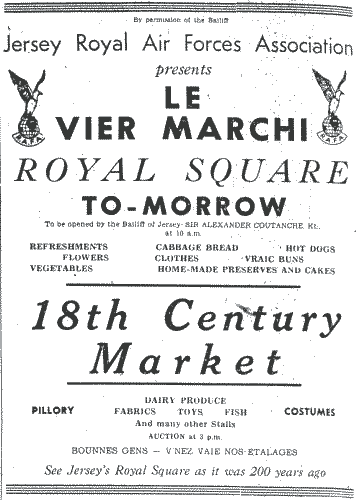 By permission of the Bailiff
Jersey Royal Air Forces Association
presents
LE
VIER MARCHI
ROYAL SQUARE
TO-MORROW
To be opened by the Bailiff of Jersey- SIR ALEXANDER COUTANCHE, Kt.,
at 10 a.m.
REFRESHMENTS CABBAGE BREAD HOT DOGS
FLOWERS CLOTHES VRAIC BUNS
VEGETABLES HOME-MADE PRESERVES AND CAKES
18th Century
Market
DAIRY PRODUCE
PILLORY FABRICS TOYS FISH COSTUMES
And many other Stalls
AUCTION at 3 p.m.
BOUNNES GENS — V'NEZ VAIE NOS-ETALAGES
See Jersey's Royal Square as it was 200 years ago